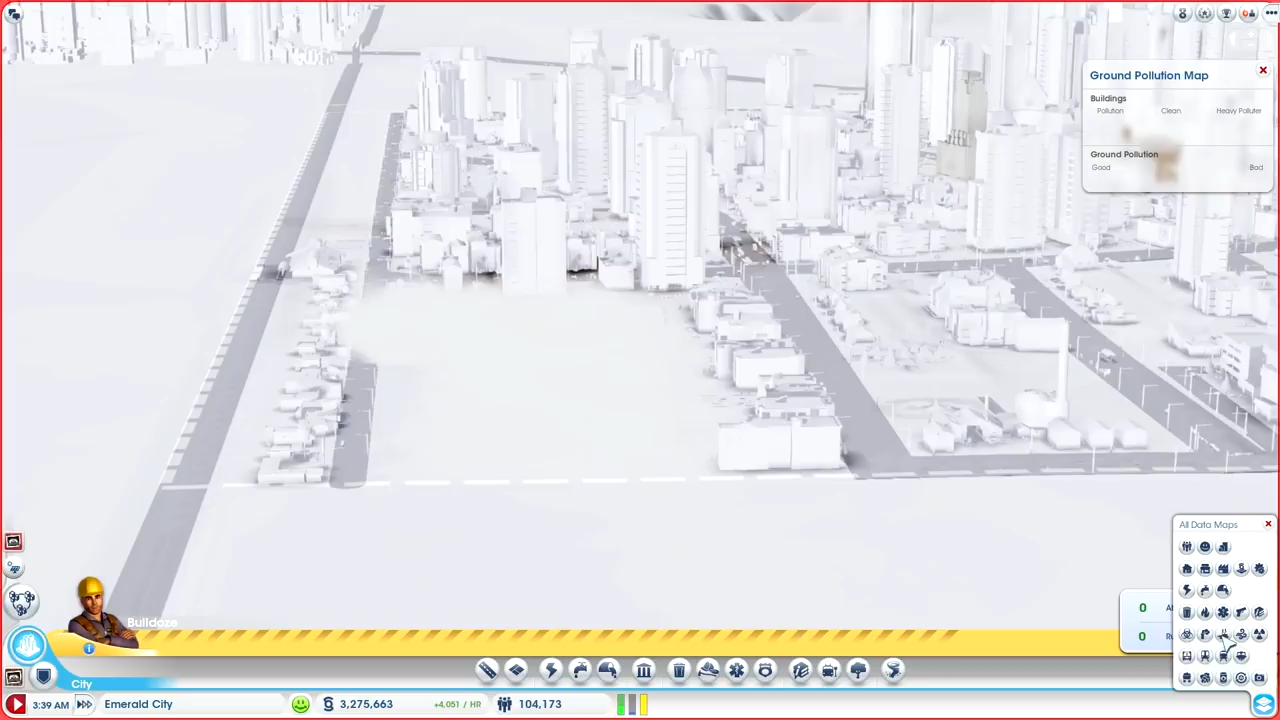 Ground Pollution Map
Buildings
Pollution Clean Heavy Polluter
Ground Pollution
Good Bad
All Data Maps
0
0
Bulldoze
City
3:39 AM Emerald City 3,275,663 +4,051 / HR 104,173